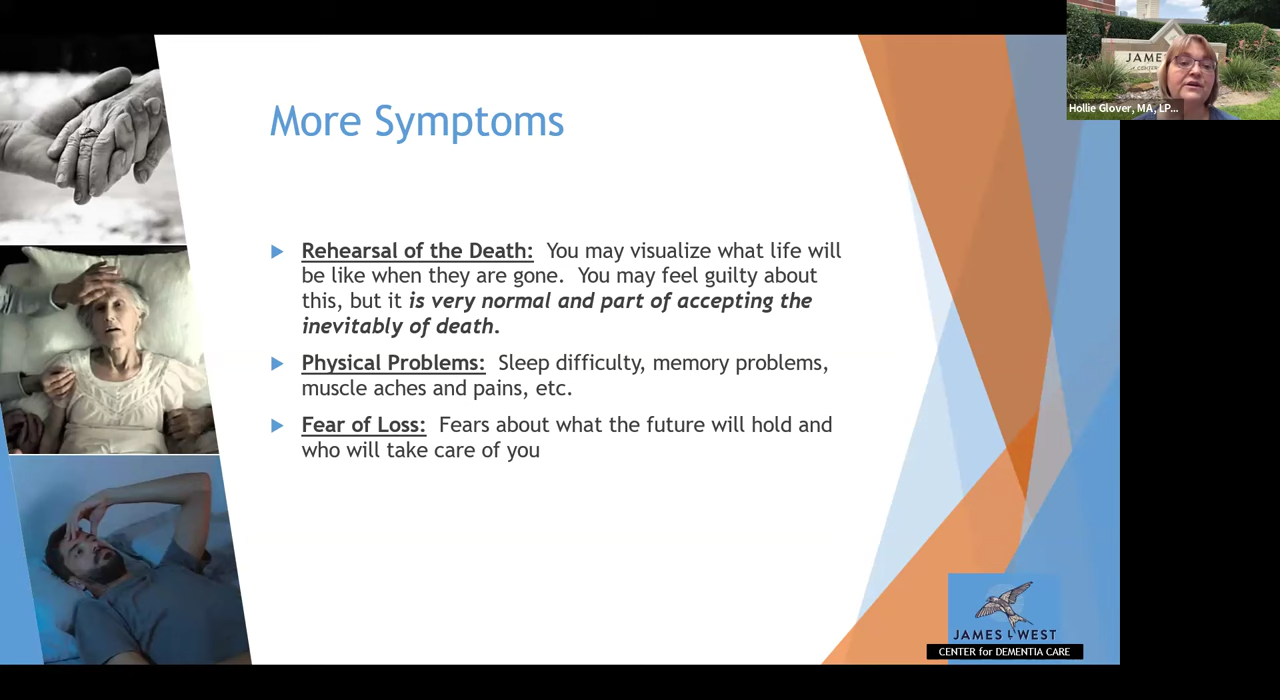 JAME
Hollie Glover, MA, LP...
More Symptoms
Rehearsal of the Death: You may visualize what life will
be like when they are gone. You may feel guilty about
this, but it is very normal and part of accepting the
inevitably of death.
Physical Problems: Sleep difficulty, memory problems,
muscle aches and pains, etc.
Fear of Loss: Fears about what the future will hold and
who will take care of you
JAMES L WEST
CENTER for DEMENTIA CARE